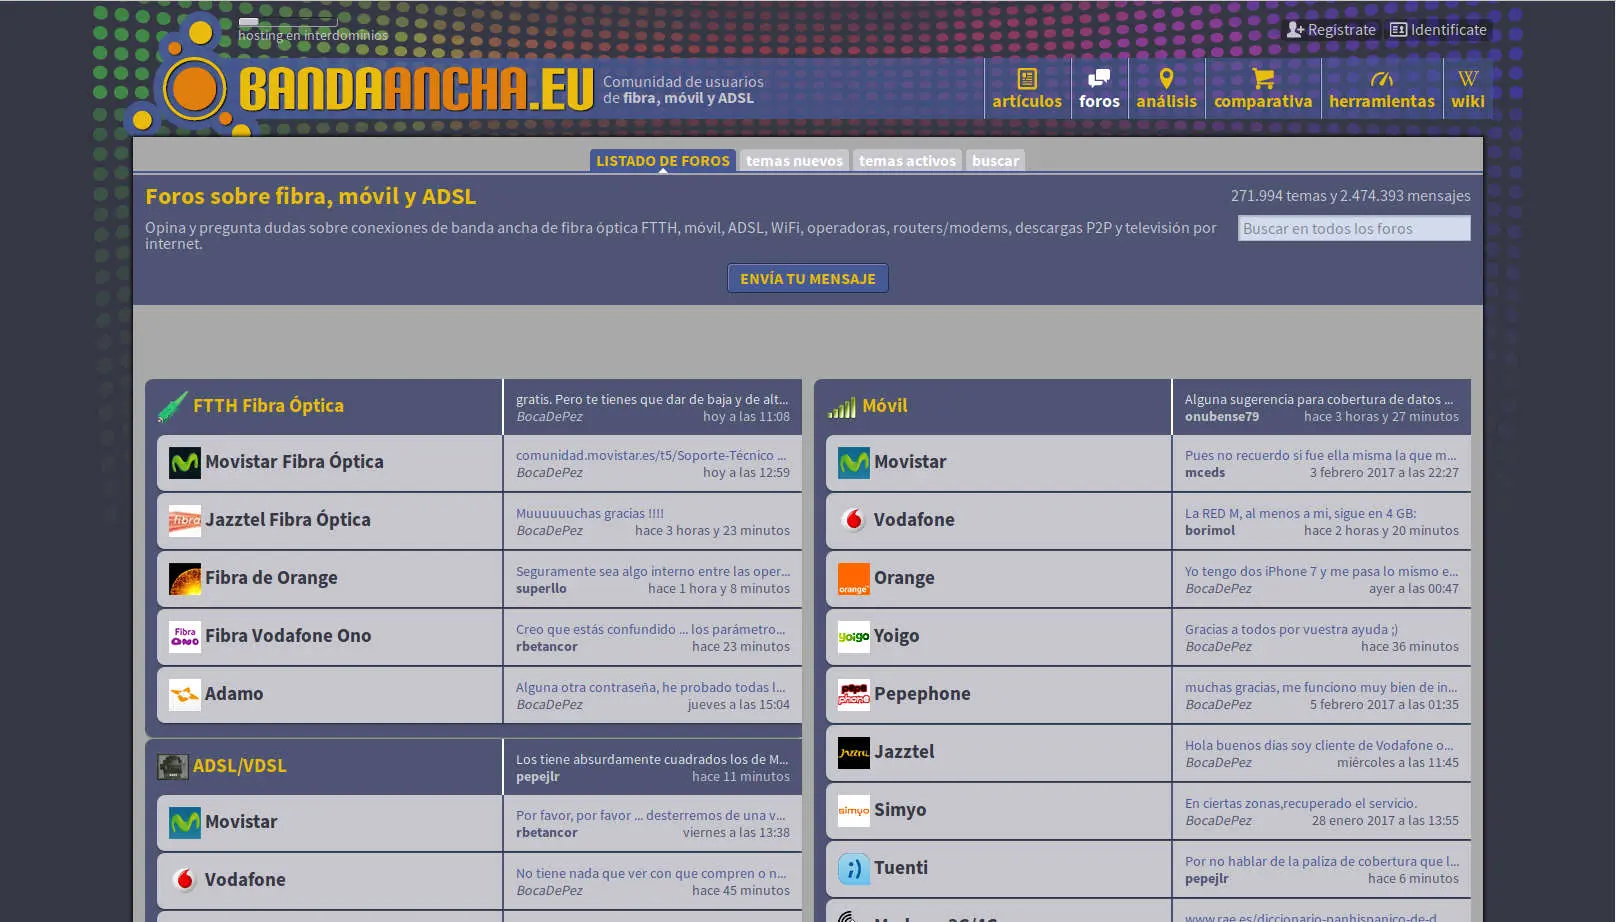 hosting en interdominios
Regístrate
Identifícate
BANDAANCHA.EU
Comunidad de usuarios
de fibra, móvil y ADSL
artículos
foros
análisis
comparativa
herramientas
wiki
LISTADO DE FOROS
temas nuevos
temas activos
buscar
Foros sobre fibra, móvil y ADSL
271.994 temas y 2.474.393 mensajes
Opina y pregunta dudas sobre conexiones de banda ancha de fibra óptica FTTH, móvil, ADSL, WiFi, operadoras, routers/modems, descargas P2P y televisión por
internet.
Buscar en todos los foros
ENVÍA TU MENSAJE
FTTH Fibra Óptica
gratis. Pero te tienes que dar de baja y de alt...
BocaDePez hoy a las 11:08
Movistar Fibra Óptica
comunidad.movistar.es/t5/Soporte-Técnico ...
BocaDePez hoy a las 12:59
fibra
Jazztel Fibra Óptica
Muuuuuuchas gracias !!!!
BocaDePez hace 3 horas y 23 minutos
Fibra de Orange
Seguramente sea algo interno entre las oper...
superllo hace 1 hora y 8 minutos
Fibra
ONO
Fibra Vodafone Ono
Creo que estás confundido ... los parámetro...
rbetancor hace 23 minutos
Adamo
Alguna otra contraseña, he probado todas l...
BocaDePez jueves a las 15:04
ADSL/VDSL
Los tiene absurdamente cuadrados los de M...
pepejlr hace 11 minutos
Movistar
Por favor, por favor ... desterremos de una v...
rbetancor viernes a las 13:38
Vodafone
No tiene nada que ver con que compren o n...
BocaDePez hace 45 minutos
Móvil
Alguna sugerencia para cobertura de datos ...
onubense79 hace 3 horas y 27 minutos
Movistar
Pues no recuerdo si fue ella misma la que m...
mceds 3 febrero 2017 a las 22:27
Vodafone
La RED M, al menos a mi, sigue en 4 GB:
borimol hace 2 horas y 20 minutos
orange
Orange
Yo tengo dos iPhone 7 y me pasa lo mismo e...
BocaDePez ayer a las 00:47
yoigo
Yoigo
Gracias a todos por vuestra ayuda ;)
BocaDePez hace 36 minutos
pepe
phone
Pepephone
muchas gracias, me funciono muy bien de in...
BocaDePez 5 febrero 2017 a las 01:35
Jazztel
Jazztel
Hola buenos días soy cliente de Vodafone o...
BocaDePez miércoles a las 11:45
simyo
Simyo
En ciertas zonas,recuperado el servicio.
BocaDePez 28 enero 2017 a las 13:55
;)
Tuenti
Por no hablar de la paliza de cobertura que l...
pepejlr hace 6 minutos
www.rae.es/diccionario-panhispanico-de-d